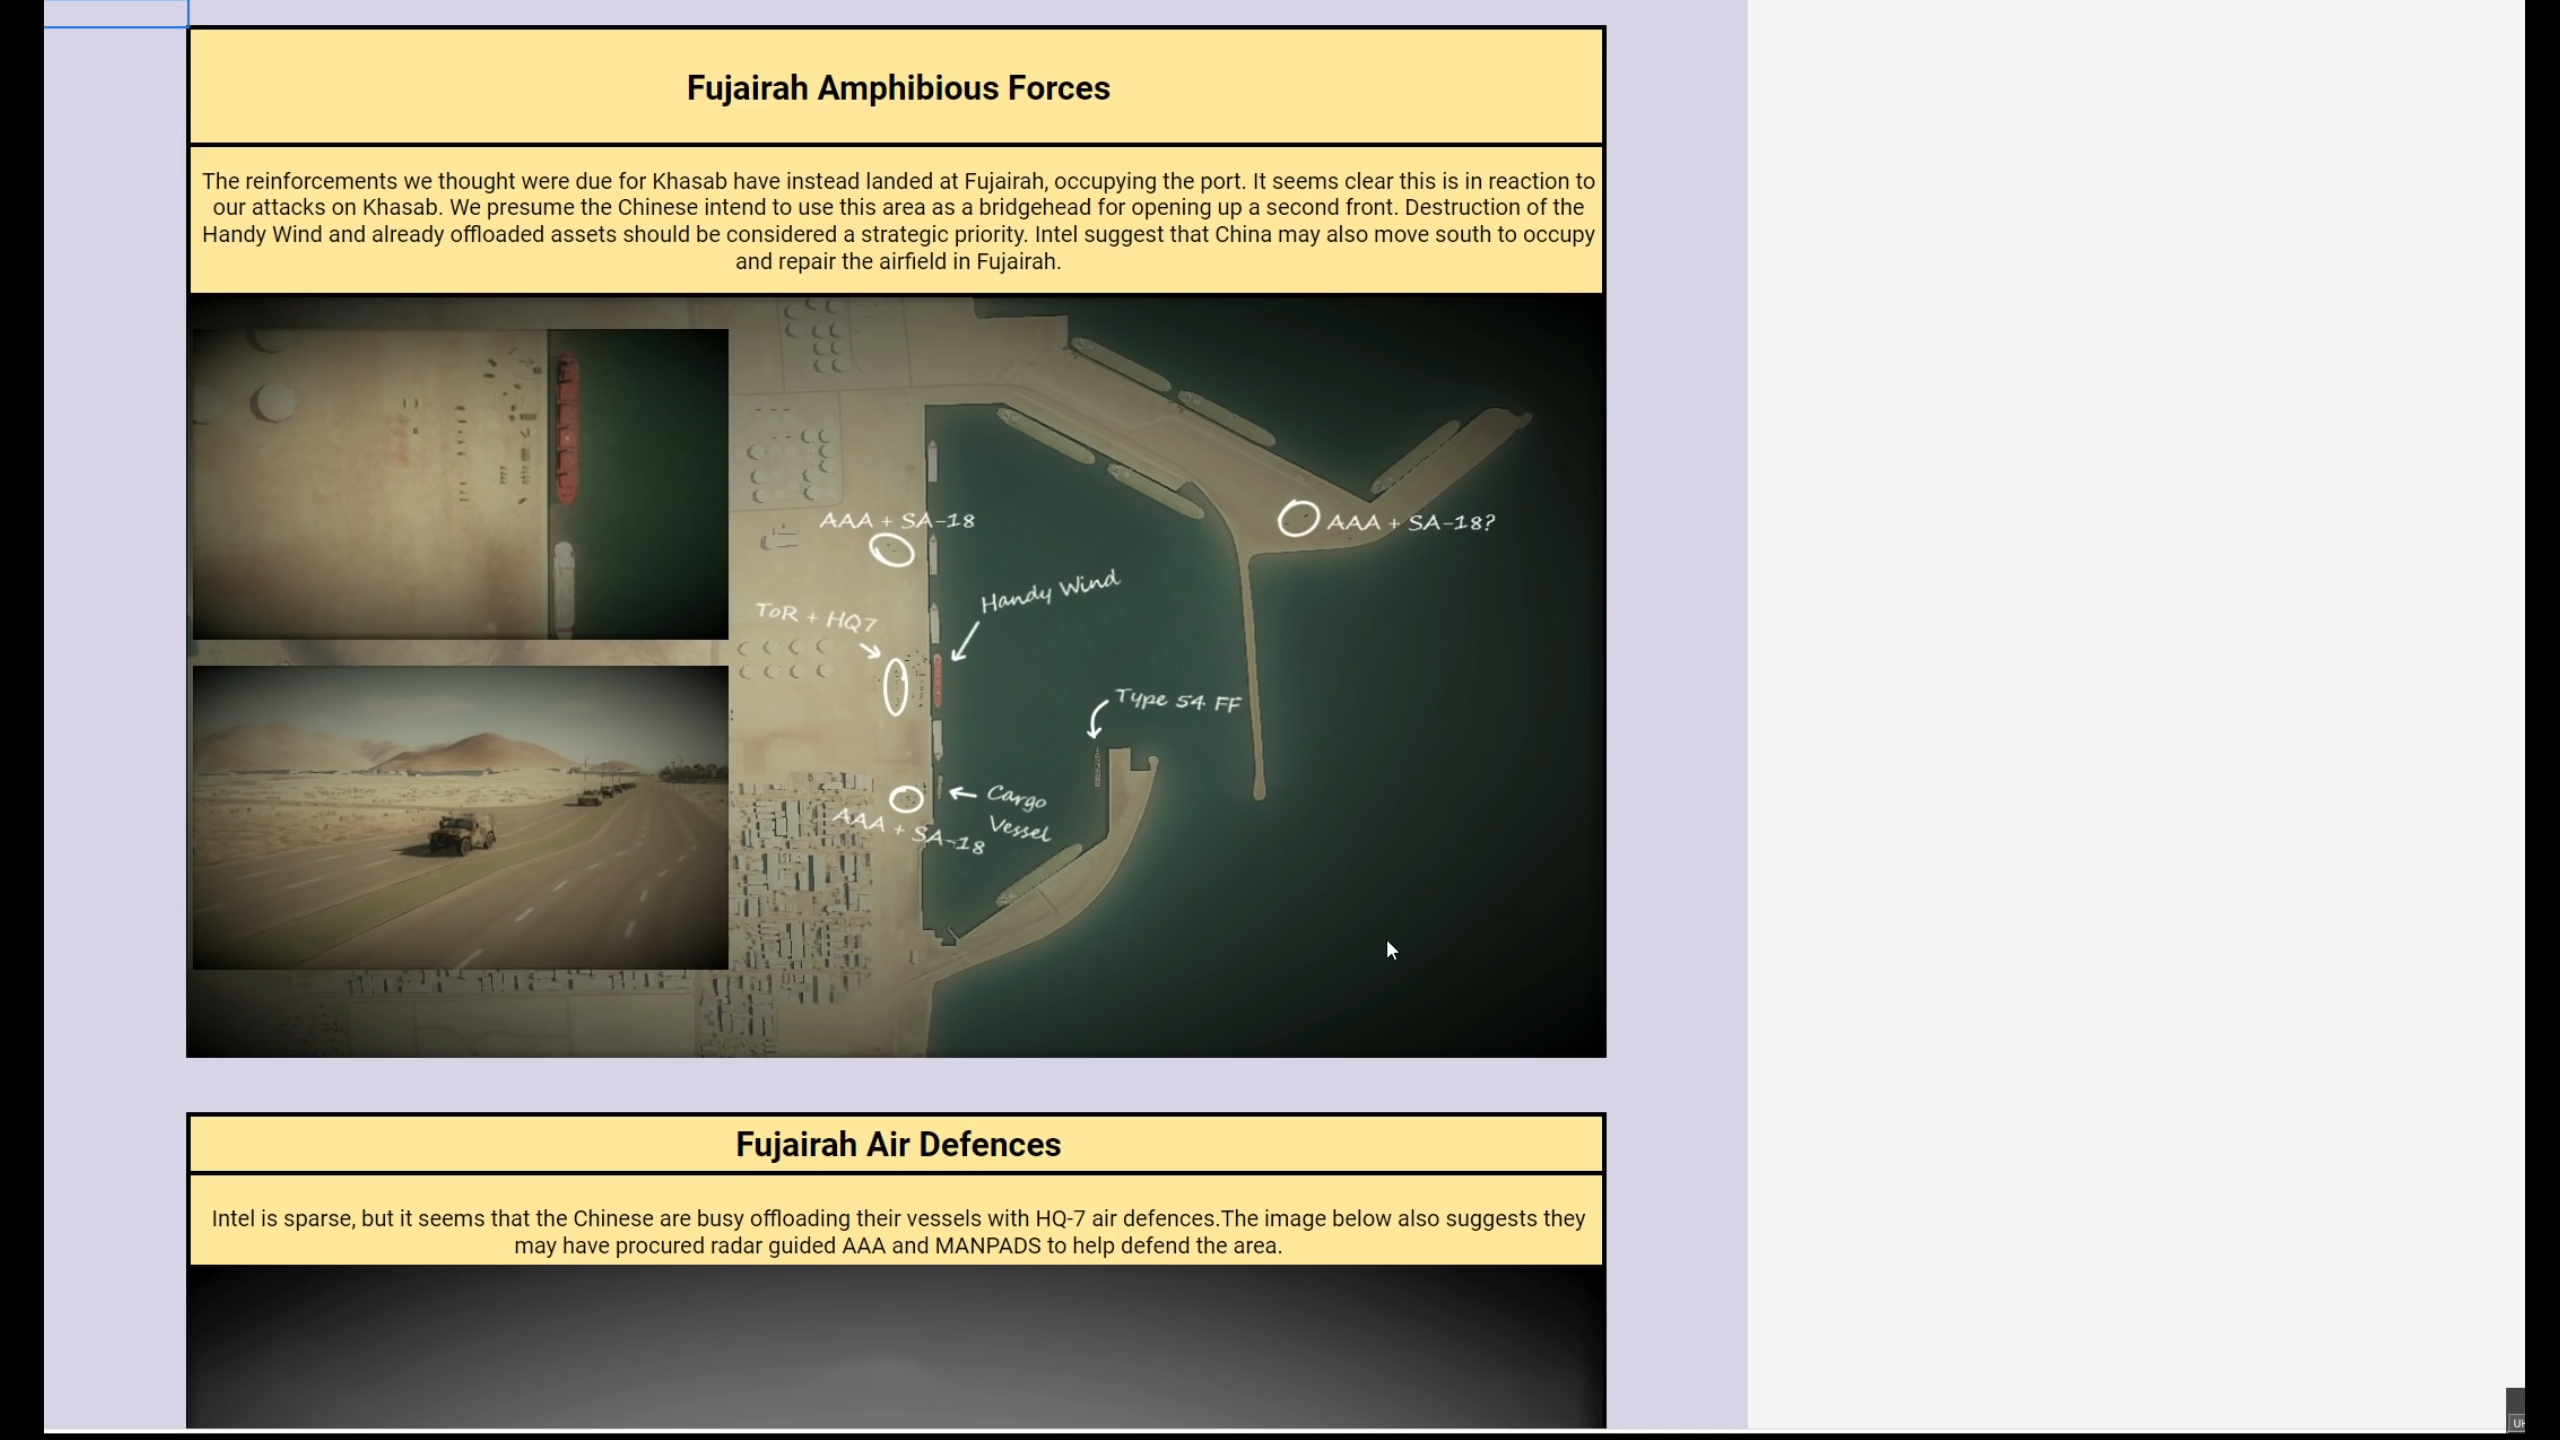 Fujairah Amphibious Forces
The reinforcements we thought were due for Khasab have instead landed at Fujairah, occupying the port. It seems clear this is in reaction to
our attacks on Khasab. We presume the Chinese intend to use this area as a bridgehead for opening up a second front. Destruction of the
Handy Wind and already offloaded assets should be considered a strategic priority. Intel suggest that China may also move south to occupy
and repair the airfield in Fujairah.
AAA + SA-18
AAA + SA-18?
Handy Wind
ToR + HQ7
Type 54 FF
Cargo
Vessel
AAA + SA-18
Fujairah Air Defences
Intel is sparse, but it seems that the Chinese are busy offloading their vessels with HQ-7 air defences.The image below also suggests they
may have procured radar guided AAA and MANPADS to help defend the area.